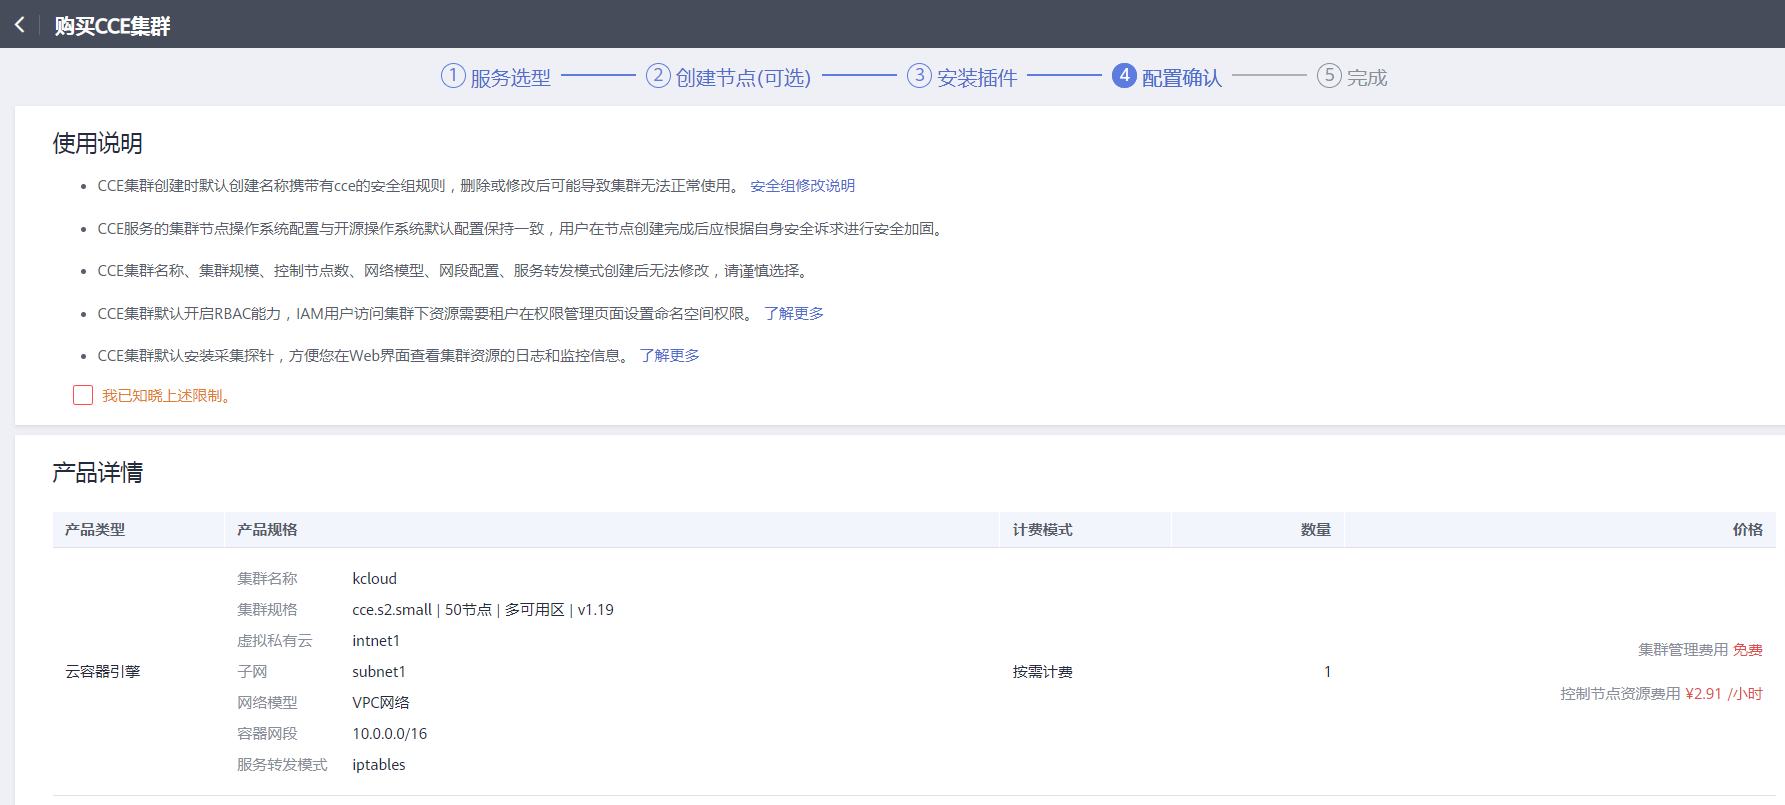 购买CCE集群
1 服务选型 2 创建节点(可选) 3 安装插件 4 配置确认 5 完成
使用说明
CCE集群创建时默认创建名称携带有cce的安全组规则，删除或修改后可能导致集群无法正常使用。 安全组修改说明
CCE服务的集群节点操作系统配置与开源操作系统默认配置保持一致，用户在节点创建完成后应根据自身安全诉求进行安全加固。
CCE集群名称、集群规模、控制节点数、网络模型、网段配置、服务转发模式创建后无法修改，请谨慎选择。
CCE集群默认开启RBAC能力，IAM用户访问集群下资源需要租户在权限管理页面设置命名空间权限。 了解更多
CCE集群默认安装采集探针，方便您在Web界面查看集群资源的日志和监控信息。 了解更多
我已知晓上述限制。
产品详情
产品类型 产品规格 计费模式 数量 价格
集群名称 kcloud
集群规格 cce.s2.small | 50节点 | 多可用区 | v1.19
虚拟私有云 intnet1
集群管理费用 免费
云容器引擎 子网 subnet1 按需计费 1
控制节点资源费用 ¥2.91 /小时
网络模型 VPC网络
容器网段 10.0.0.0/16
服务转发模式 iptables